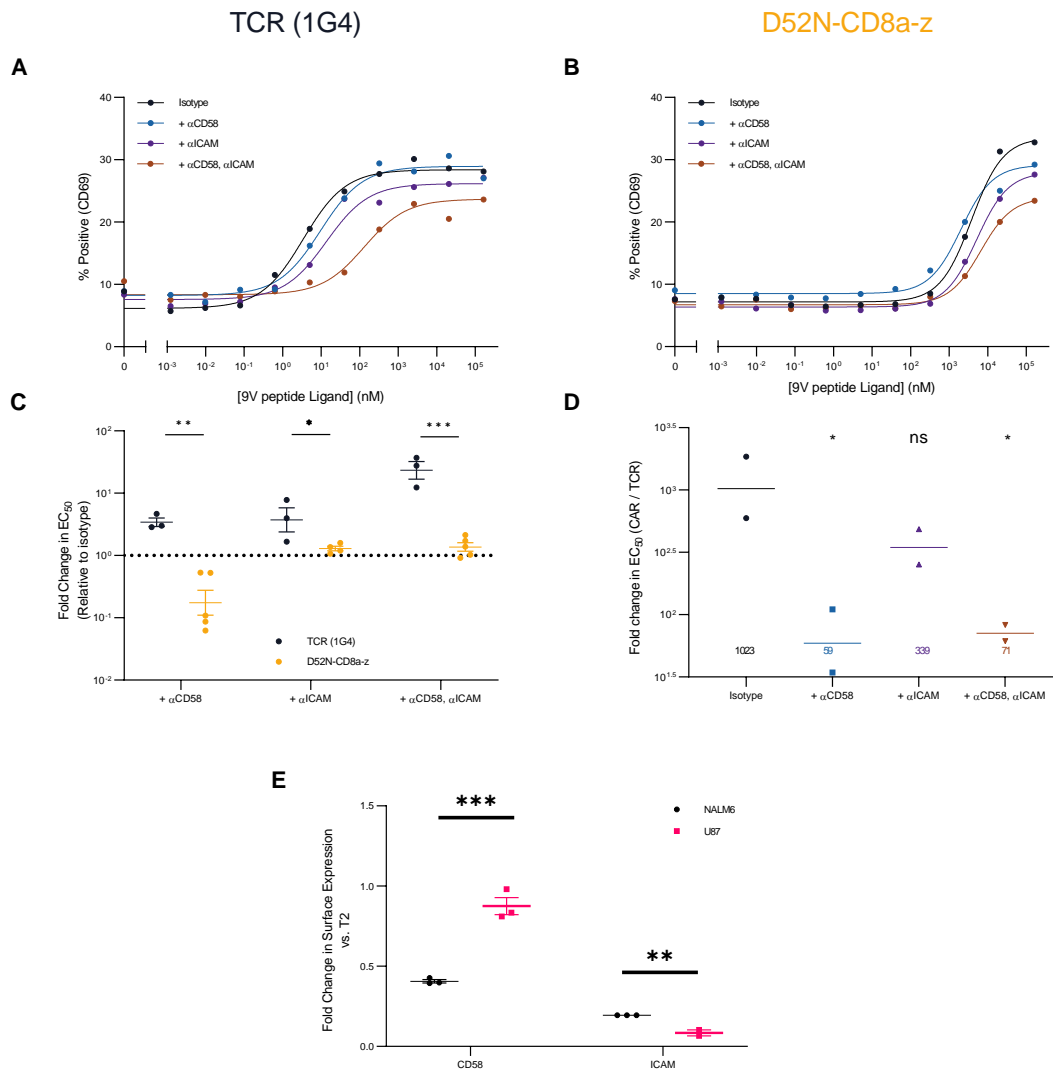 TCR (1G4)
D52N-CD8a-z
A
Isotype
+ αCD58
+ αICAM
+ αCD58, αICAM
% Positive (CD69)
40
30
20
10
0
0
10⁻³
10⁻²
10⁻¹
10⁰
10¹
10²
10³
10⁴
10⁵
[9V peptide Ligand] (nM)
B
Isotype
+ αCD58
+ αICAM
+ αCD58, αICAM
% Positive (CD69)
40
30
20
10
0
0
10⁻³
10⁻²
10⁻¹
10⁰
10¹
10²
10³
10⁴
10⁵
[9V peptide Ligand] (nM)
C
Fold Change in EC₅₀
(Relative to isotype)
10²
10¹
10⁰
10⁻¹
10⁻²
**
*
***
TCR (1G4)
D52N-CD8a-z
+ αCD58
+ αICAM
+ αCD58, αICAM
D
Fold change in EC₅₀ (CAR / TCR)
10³·⁵
10³
10²·⁵
10²
10¹·⁵
*
ns
*
1023
59
339
71
Isotype
+ αCD58
+ αICAM
+ αCD58, αICAM
E
Fold Change in Surface Expression
vs. T2
1.5
1.0
0.5
0.0
***
**
NALM6
U87
CD58
ICAM